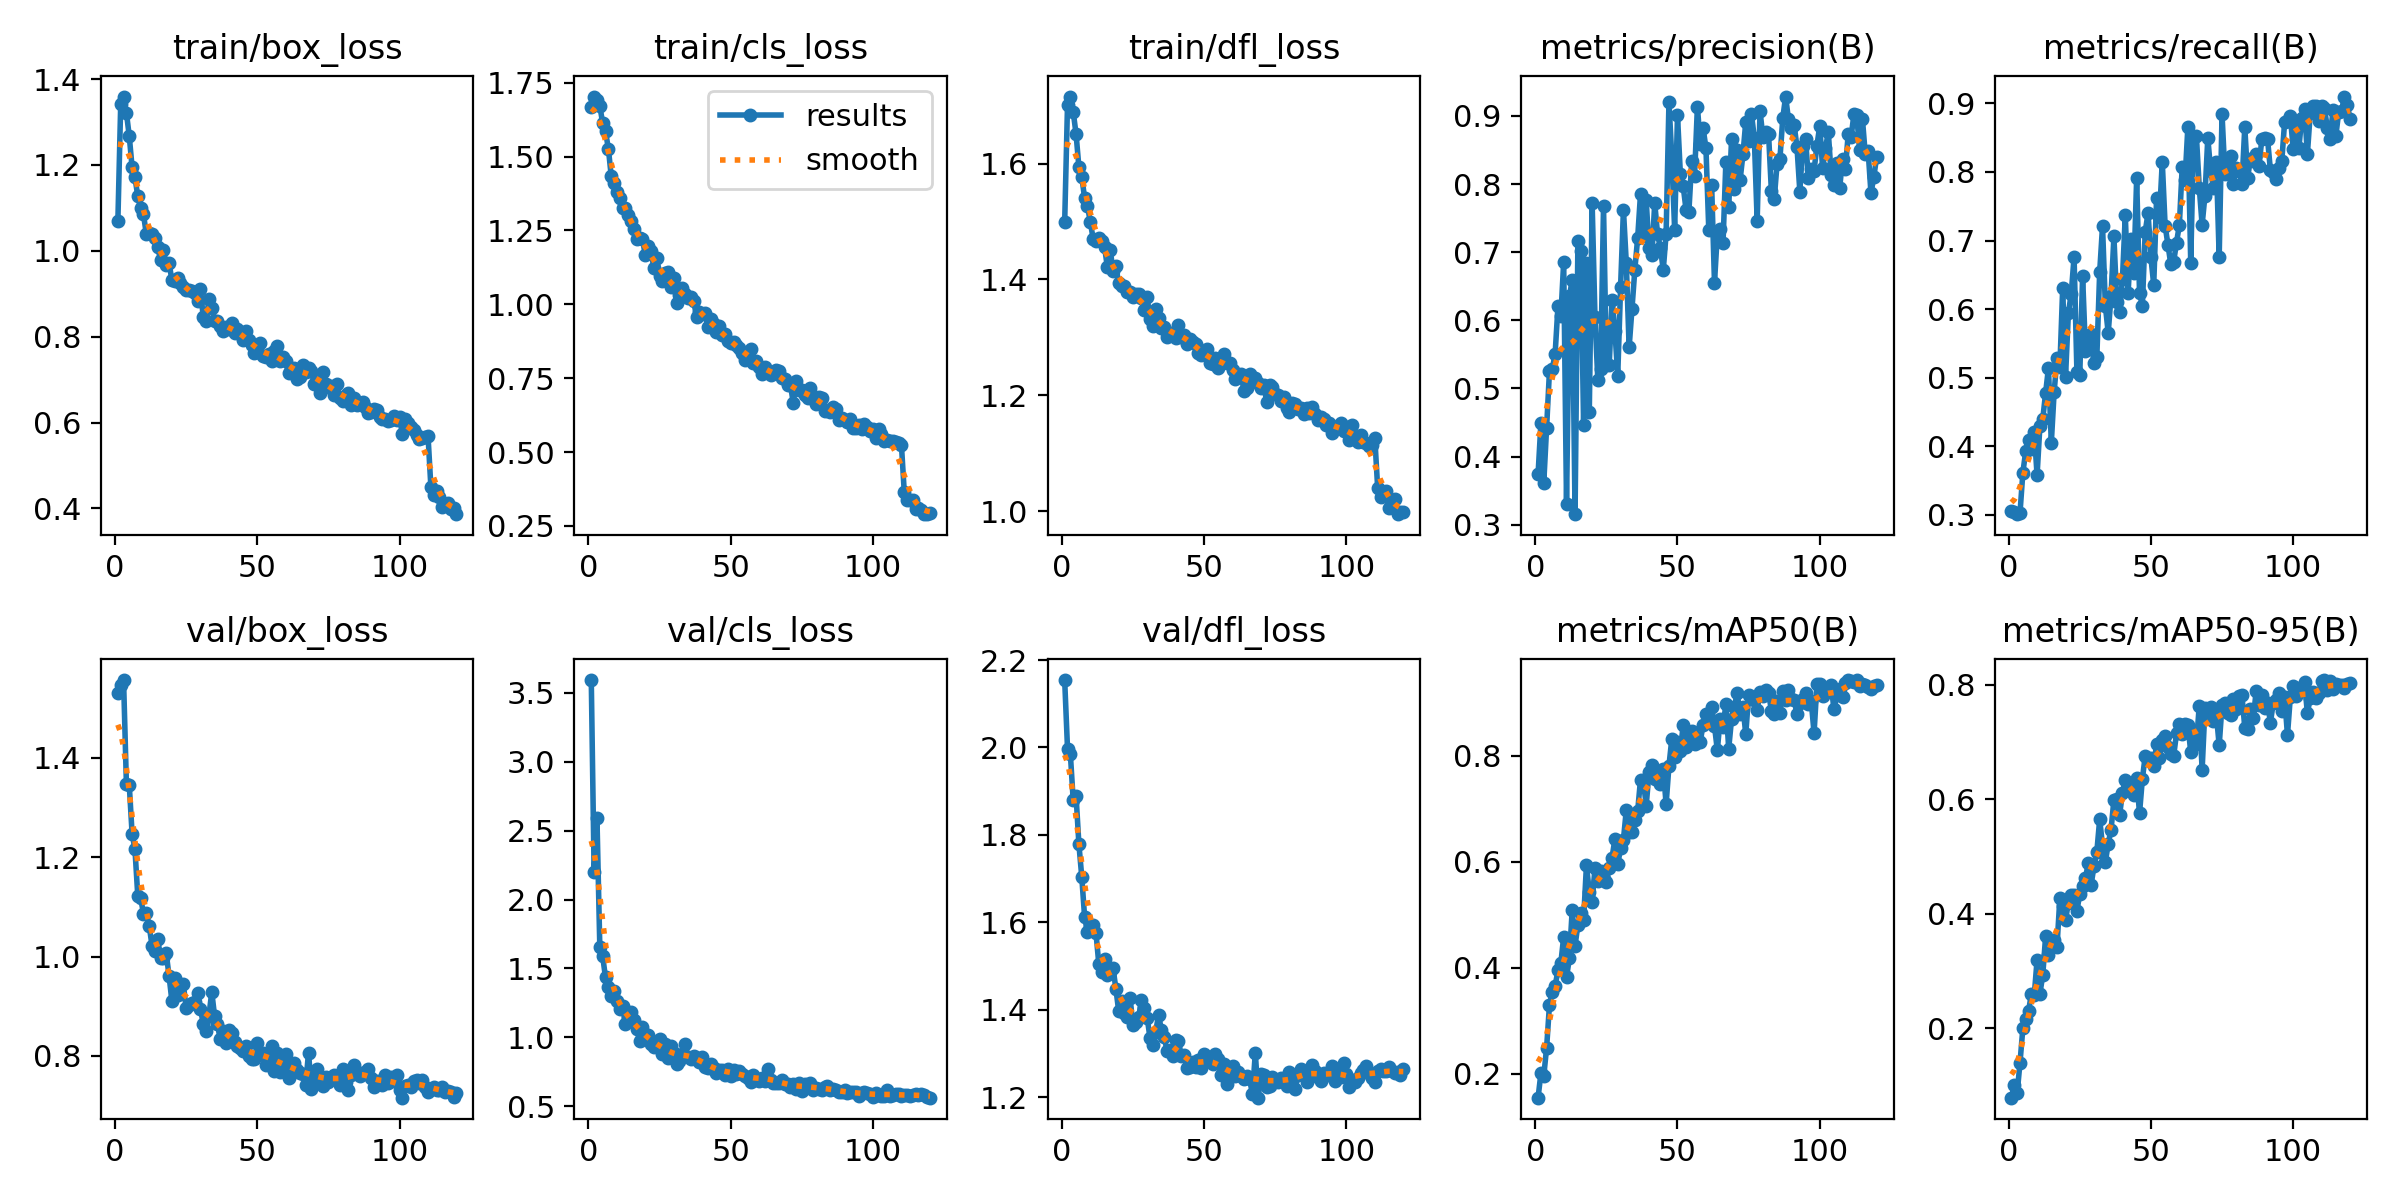 train/box_loss
1.4
1.2
1.0
0.8
0.6
0.4
0 50 100
train/cls_loss
1.75
1.50
1.25
1.00
0.75
0.50
0.25
0 50 100
results
smooth
train/dfl_loss
1.6
1.4
1.2
1.0
0 50 100
metrics/precision(B)
0.9
0.8
0.7
0.6
0.5
0.4
0.3
0 50 100
metrics/recall(B)
0.9
0.8
0.7
0.6
0.5
0.4
0.3
0 50 100
val/box_loss
1.4
1.2
1.0
0.8
0 50 100
val/cls_loss
3.5
3.0
2.5
2.0
1.5
1.0
0.5
0 50 100
val/dfl_loss
2.2
2.0
1.8
1.6
1.4
1.2
0 50 100
metrics/mAP50(B)
0.8
0.6
0.4
0.2
0 50 100
metrics/mAP50-95(B)
0.8
0.6
0.4
0.2
0 50 100